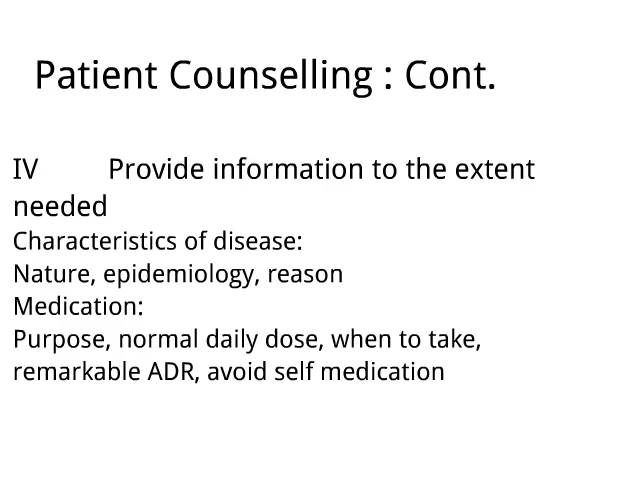 Patient Counselling : Cont.
IV Provide information to the extent
needed
Characteristics of disease:
Nature, epidemiology, reason
Medication:
Purpose, normal daily dose, when to take,
remarkable ADR, avoid self medication